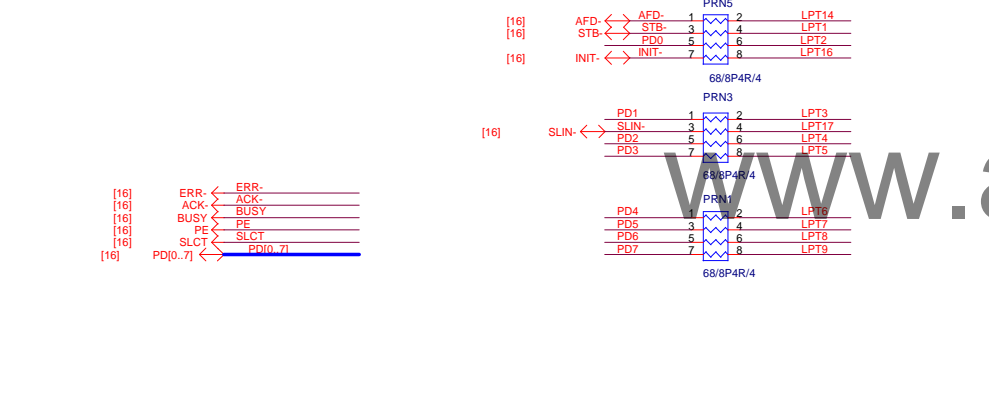 PRN5
[16] AFD- AFD- 1 2 LPT14
[16] STB- STB- 3 4 LPT1
PD0 5 6 LPT2
[16] INIT- INIT- 7 8 LPT16
68/8P4R/4
PRN3
PD1 1 2 LPT3
[16] SLIN- SLIN- 3 4 LPT17
PD2 5 6 LPT4
PD3 7 8 LPT5
68/8P4R/4
www.a
[16] ERR- ERR-
[16] ACK- ACK-
[16] BUSY BUSY
[16] PE PE
[16] SLCT SLCT
[16] PD[0..7] PD[0..7]
PRN1
PD4 1 2 LPT6
PD5 3 4 LPT7
PD6 5 6 LPT8
PD7 7 8 LPT9
68/8P4R/4